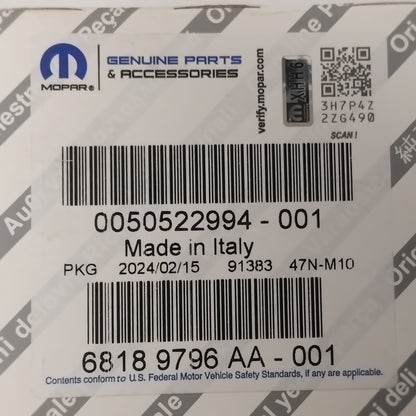 MOPAR®
GENUINE PARTS
& ACCESSORIES
verify.mopar.com
XHH6
3H7P4Z
2ZG490
SCAN!
0050522994 - 001
Made in Italy
PKG 2024/02/15 91383 47N-M10
6818 9796 AA - 001
Contents conform to U.S. Federal Motor Vehicle Safety Standards, if any are applicable.